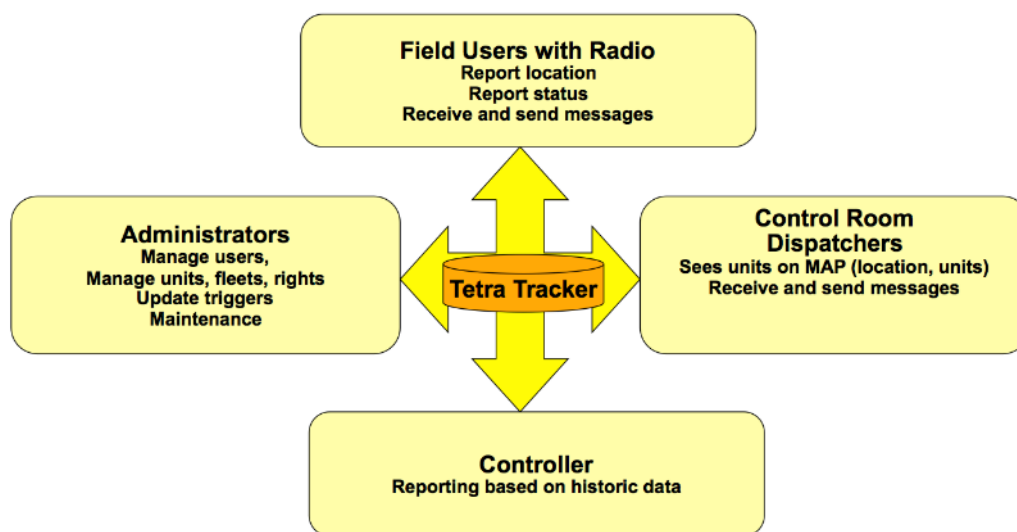 Field Users with Radio
Report location
Report status
Receive and send messages
Administrators
Manage users,
Manage units, fleets, rights
Update triggers
Maintenance
Tetra Tracker
Control Room
Dispatchers
Sees units on MAP (location, units)
Receive and send messages
Controller
Reporting based on historic data